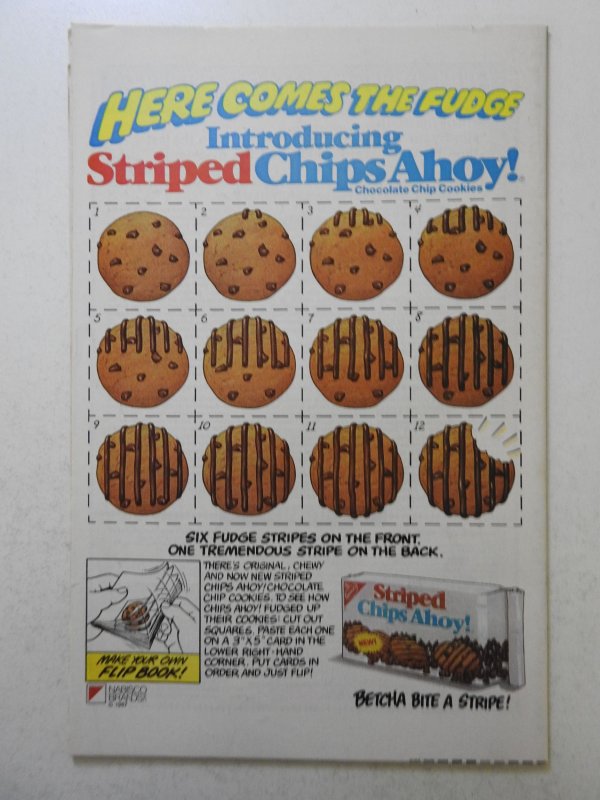 HERE COMES THE FUDGE
Introducing
Striped Chips Ahoy!
Chocolate Chip Cookies
1 2 3 4
5 6 7 8
9 10 11 12
SIX FUDGE STRIPES ON THE FRONT.
ONE TREMENDOUS STRIPE ON THE BACK.
THERE'S ORIGINAL, CHEWY
AND NOW NEW STRIPED
CHIPS AHOY! CHOCOLATE
CHIP COOKIES. TO SEE HOW
CHIPS AHOY! FUDGED UP
THEIR COOKIES: CUT OUT
SQUARES. PASTE EACH ONE
ON A 3"X5" CARD IN THE
LOWER RIGHT-HAND
CORNER. PUT CARDS IN
ORDER AND JUST FLIP!
MAKE YOUR OWN
FLIP BOOK!
NABISCO
BRANDS
© 1987
Striped
Chips Ahoy!
NEW!
BETCHA BITE A STRIPE!